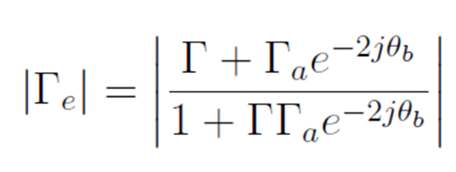 |Γ_e| = |(Γ + Γ_a e^{−2jθ_b}) / (1 + ΓΓ_a e^{−2jθ_b})|